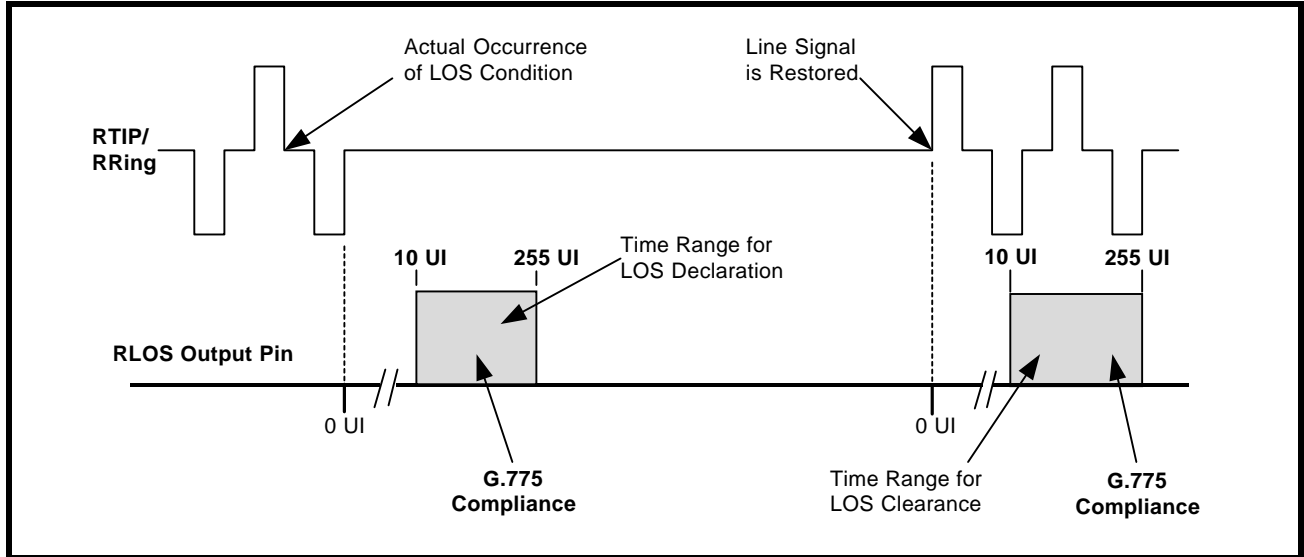 Actual Occurrence
of LOS Condition
Line Signal
is Restored
RTIP/
RRing
10 UI
255 UI
Time Range for
LOS Declaration
10 UI
255 UI
RLOS Output Pin
0 UI
0 UI
G.775
Compliance
Time Range for
LOS Clearance
G.775
Compliance